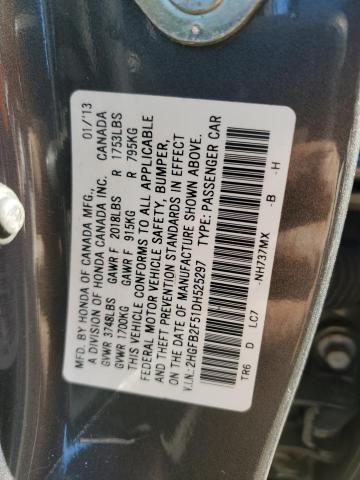 MFD. BY HONDA OF CANADA MFG., 01/'13
A DIVISION OF HONDA CANADA INC. CANADA
GVWR 3748LBS GAWR F 2018LBS R 1753LBS
GVWR 1700KG GAWR F 915KG R 795KG
THIS VEHICLE CONFORMS TO ALL APPLICABLE
FEDERAL MOTOR VEHICLE SAFETY, BUMPER,
AND THEFT PREVENTION STANDARDS IN EFFECT
ON THE DATE OF MANUFACTURE SHOWN ABOVE.
V.I.N.:2HGFB2F51DH525297 TYPE:PASSENGER CAR
TR6 D LC7 -NH737MX -B -H